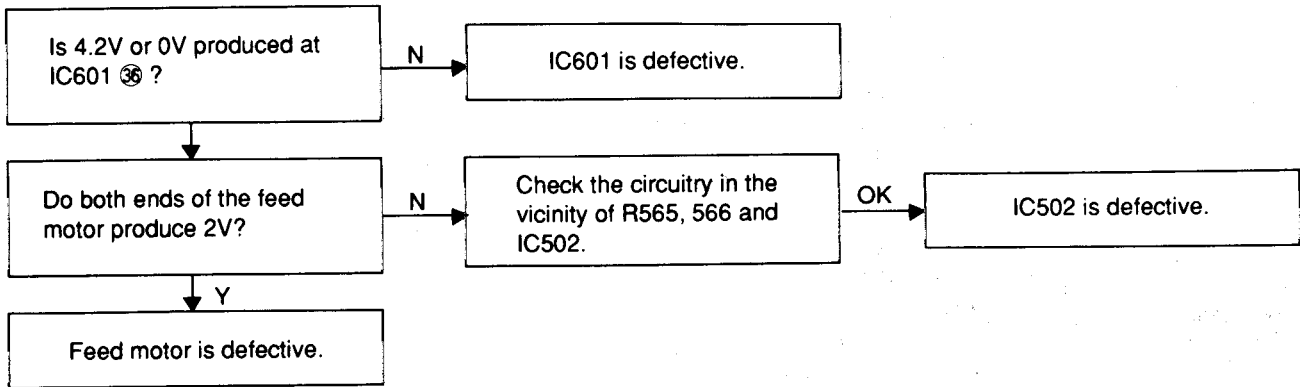 Is 4.2V or 0V produced at
IC601 ㊱ ?
N
IC601 is defective.
Do both ends of the feed
motor produce 2V?
N
Check the circuitry in the
vicinity of R565, 566 and
IC502.
OK
IC502 is defective.
Y
Feed motor is defective.